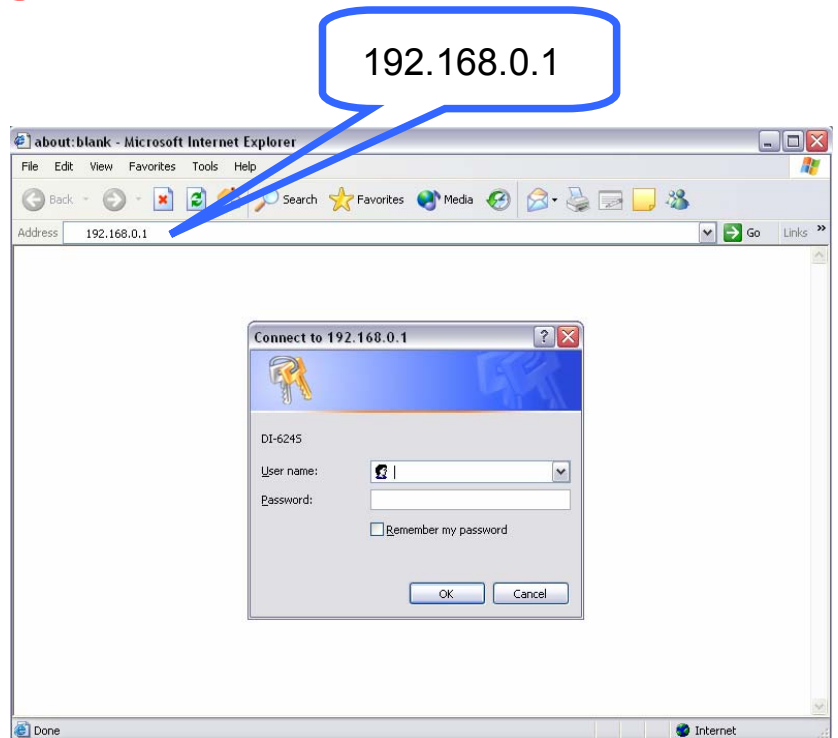 192.168.0.1
about:blank - Microsoft Internet Explorer
File Edit View Favorites Tools Help
Back Search Favorites Media
Address 192.168.0.1 Go Links »
Connect to 192.168.0.1
DI-624S
User name:
Password:
Remember my password
OK Cancel
Done Internet